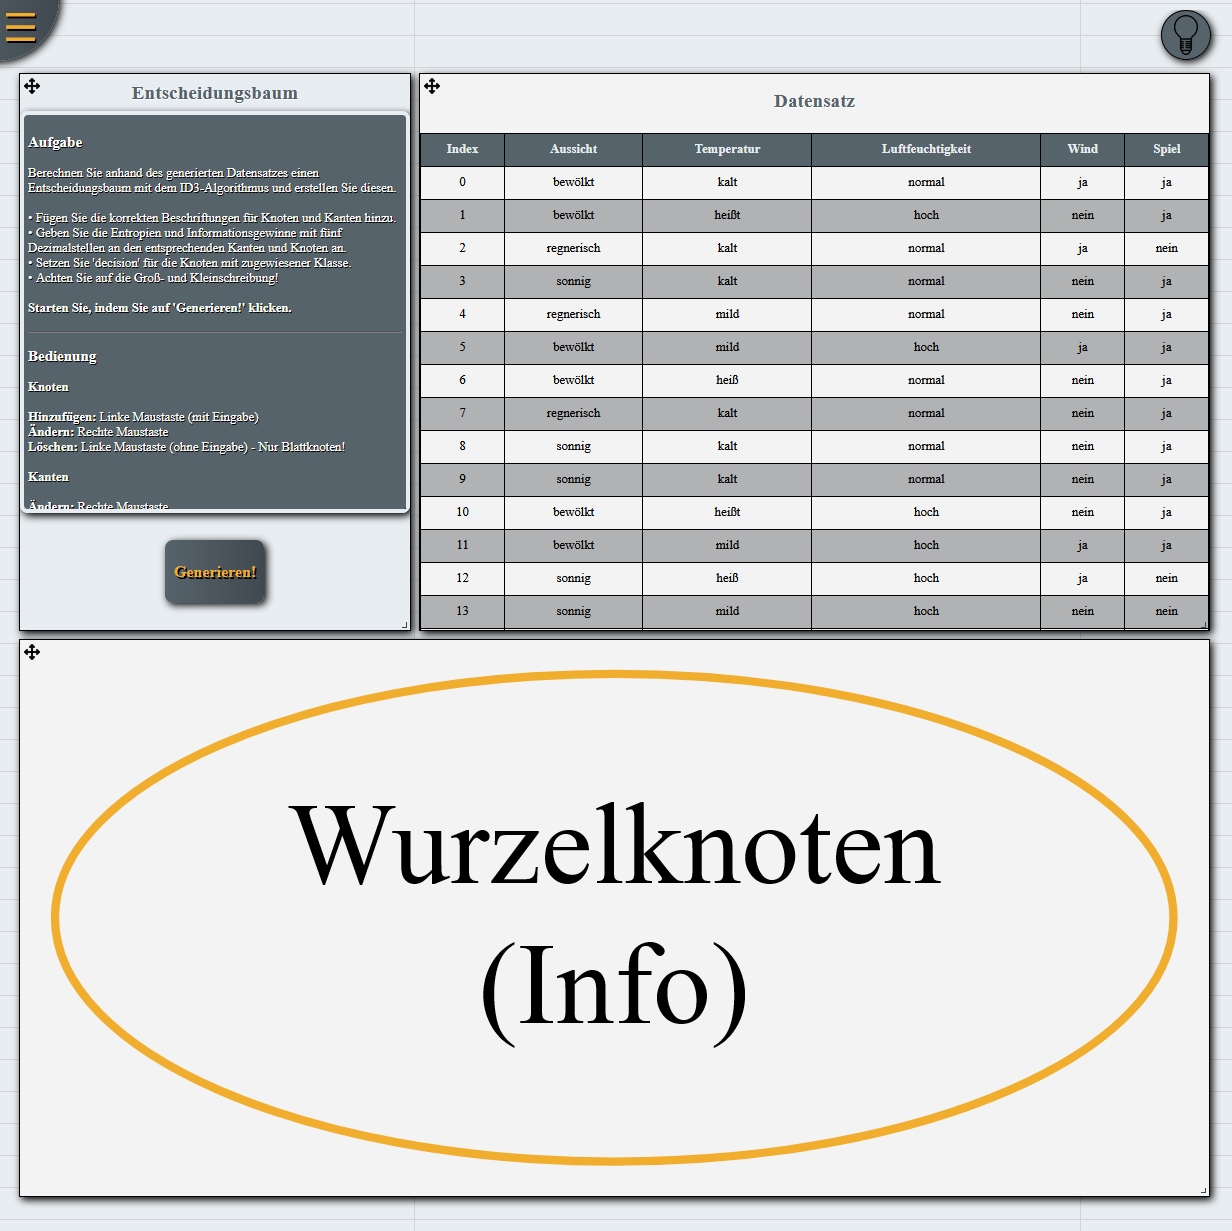 Entscheidungsbaum
Aufgabe
Berechnen Sie anhand des generierten Datensatzes einen
Entscheidungsbaum mit dem ID3-Algorithmus und erstellen Sie diesen.
• Fügen Sie die korrekten Beschriftungen für Knoten und Kanten hinzu.
• Geben Sie die Entropien und Informationsgewinne mit fünf
Dezimalstellen an den entsprechenden Kanten und Knoten an.
• Setzen Sie 'decision' für die Knoten mit zugewiesener Klasse.
• Achten Sie auf die Groß- und Kleinschreibung!
Starten Sie, indem Sie auf 'Generieren!' klicken.
Bedienung
Knoten
Hinzufügen: Linke Maustaste (mit Eingabe)
Ändern: Rechte Maustaste
Löschen: Linke Maustaste (ohne Eingabe) - Nur Blattknoten!
Kanten
Ändern: Rechte Maustaste
Generieren!
Datensatz
Index Aussicht Temperatur Luftfeuchtigkeit Wind Spiel
0 bewölkt kalt normal ja ja
1 bewölkt heißt hoch nein ja
2 regnerisch kalt normal ja nein
3 sonnig kalt normal nein ja
4 regnerisch mild normal nein ja
5 bewölkt mild hoch ja ja
6 bewölkt heiß normal nein ja
7 regnerisch kalt normal nein ja
8 sonnig kalt normal nein ja
9 sonnig kalt normal nein ja
10 bewölkt heißt hoch nein ja
11 bewölkt mild hoch ja ja
12 sonnig heiß hoch ja nein
13 sonnig mild hoch nein nein
Wurzelknoten
(Info)